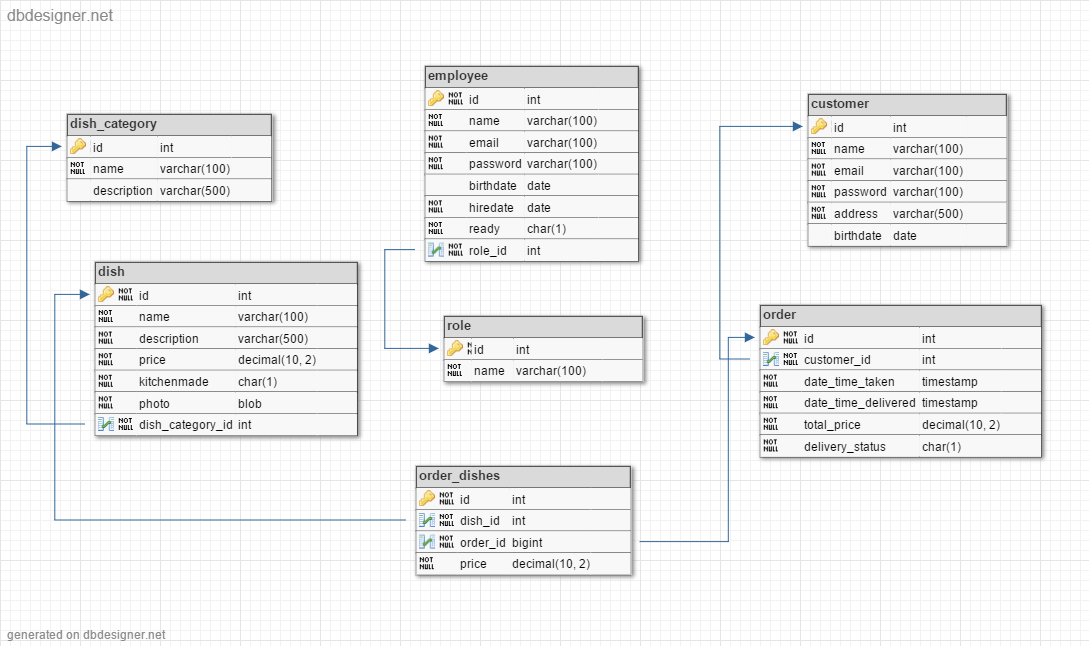 dbdesigner.net
employee
NOT NULL id int
NOT NULL name varchar(100)
NOT NULL email varchar(100)
NOT NULL password varchar(100)
birthdate date
NOT NULL hiredate date
NOT NULL ready char(1)
NOT NULL role_id int
customer
id int
NOT NULL name varchar(100)
NOT NULL email varchar(100)
NOT NULL password varchar(100)
NOT NULL address varchar(500)
birthdate date
dish_category
id int
NOT NULL name varchar(100)
description varchar(500)
dish
NOT NULL id int
NOT NULL name varchar(100)
NOT NULL description varchar(500)
NOT NULL price decimal(10, 2)
NOT NULL kitchenmade char(1)
NOT NULL photo blob
NOT NULL dish_category_id int
role
N N id int
NOT NULL name varchar(100)
order
NOT NULL id int
NOT NULL customer_id int
NOT NULL date_time_taken timestamp
NOT NULL date_time_delivered timestamp
NOT NULL total_price decimal(10, 2)
NOT NULL delivery_status char(1)
order_dishes
NOT NULL id int
NOT NULL dish_id int
NOT NULL order_id bigint
NOT NULL price decimal(10, 2)
generated on dbdesigner.net